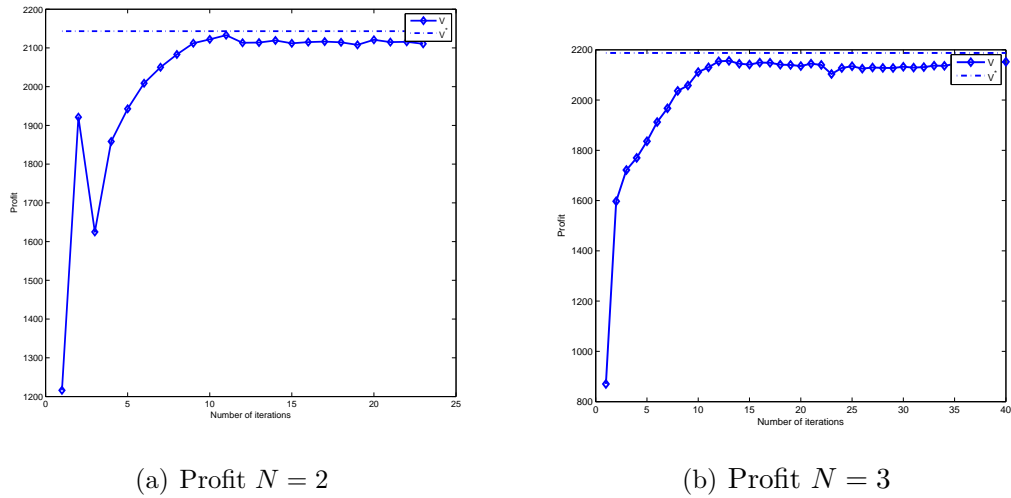 2200
2100
2000
1900
1800
1700
1600
1500
1400
1300
1200
Profit
0 5 10 15 20 25
Number of iterations
V
V*
(a) Profit N = 2
2200
2000
1800
1600
1400
1200
1000
800
Profit
0 5 10 15 20 25 30 35 40
Number of iterations
V
V*
(b) Profit N = 3